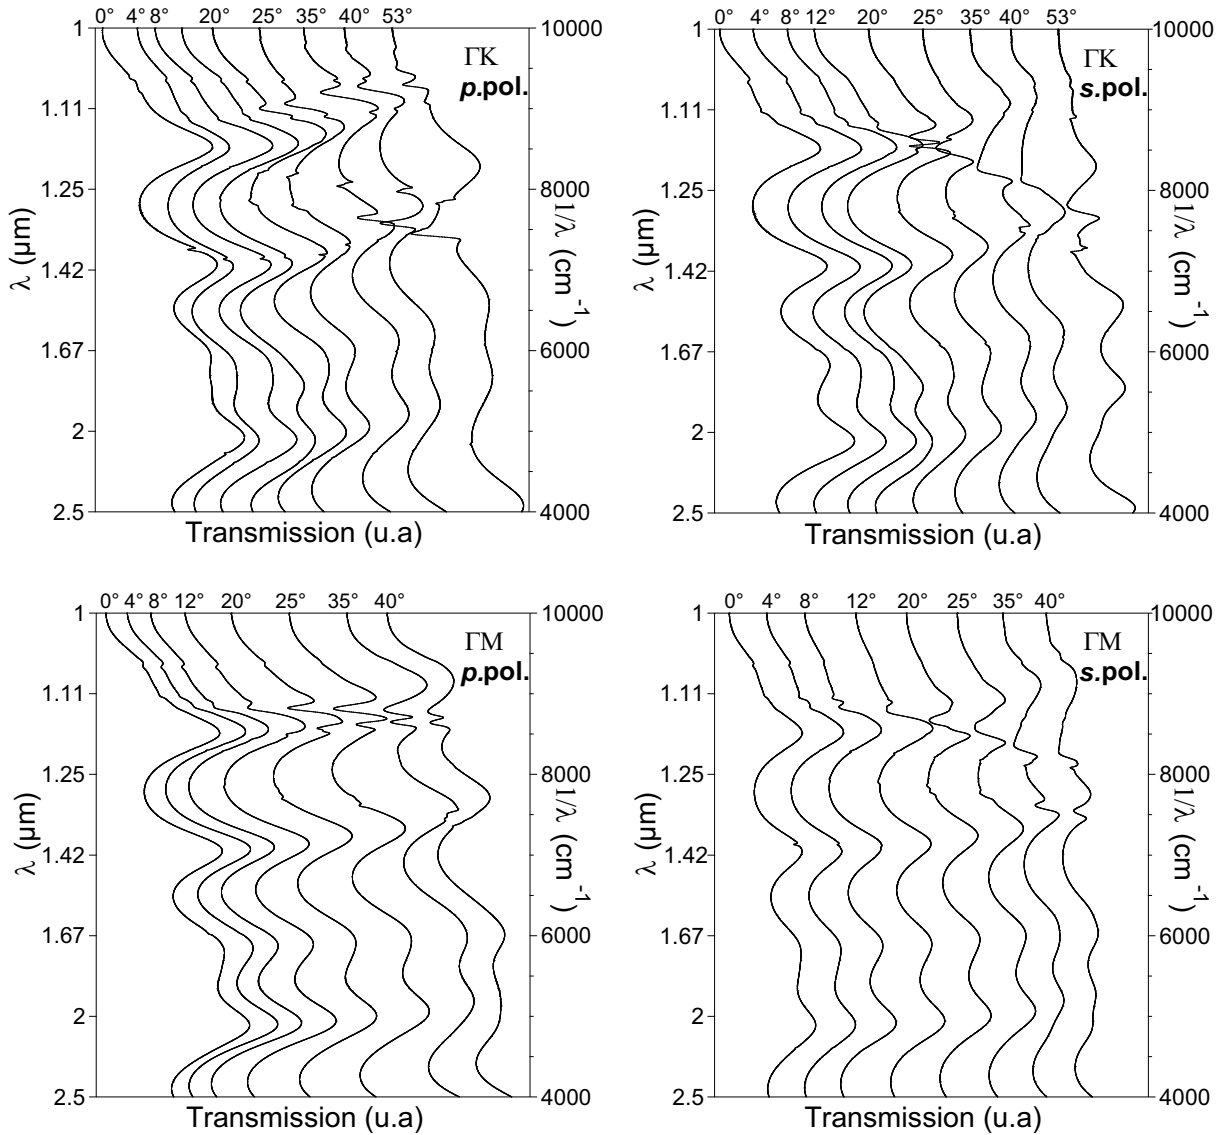 0° 4° 8° 12° 20° 25° 35° 40° 53°
1
1.11
1.25
1.42
1.67
2
2.5
λ (µm)
ΓK
p.pol.
10000
8000
6000
4000
1/λ (cm⁻¹)
Transmission (u.a)
0° 4° 8° 12° 20° 25° 35° 40° 53°
1
1.11
1.25
1.42
1.67
2
2.5
λ (µm)
ΓK
s.pol.
10000
8000
6000
4000
1/λ (cm⁻¹)
Transmission (u.a)
0° 4° 8° 12° 20° 25° 35° 40°
1
1.11
1.25
1.42
1.67
2
2.5
λ (µm)
ΓM
p.pol.
10000
8000
6000
4000
1/λ (cm⁻¹)
Transmission (u.a)
0° 4° 8° 12° 20° 25° 35° 40°
1
1.11
1.25
1.42
1.67
2
2.5
λ (µm)
ΓM
s.pol.
10000
8000
6000
4000
1/λ (cm⁻¹)
Transmission (u.a)